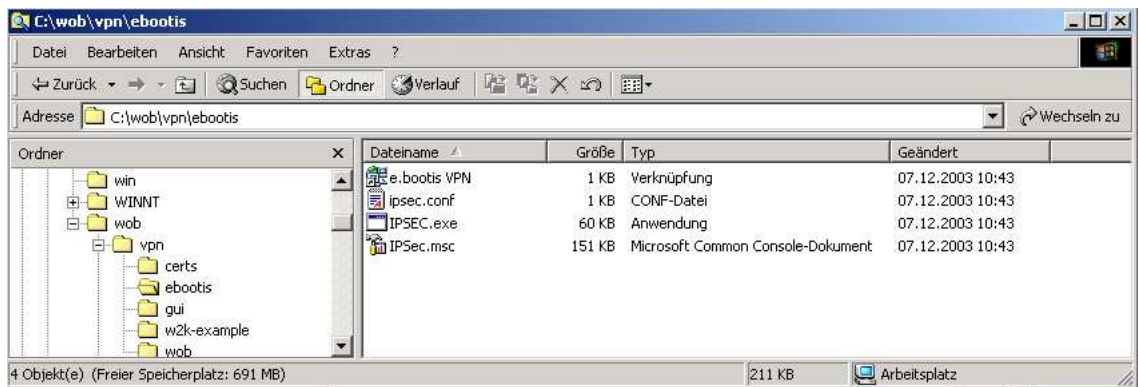 C:\wob\vpn\ebootis
Datei Bearbeiten Ansicht Favoriten Extras ?
Zurück Suchen Ordner Verlauf
Adresse C:\wob\vpn\ebootis Wechseln zu
Ordner x Dateiname Größe Typ Geändert
win e.bootis VPN 1 KB Verknüpfung 07.12.2003 10:43
WINNT ipsec.conf 1 KB CONF-Datei 07.12.2003 10:43
wob IPSEC.exe 60 KB Anwendung 07.12.2003 10:43
vpn IPSec.msc 151 KB Microsoft Common Console-Dokument 07.12.2003 10:43
certs
ebootis
gui
w2k-example
wob
4 Objekt(e) (Freier Speicherplatz: 691 MB) 211 KB Arbeitsplatz